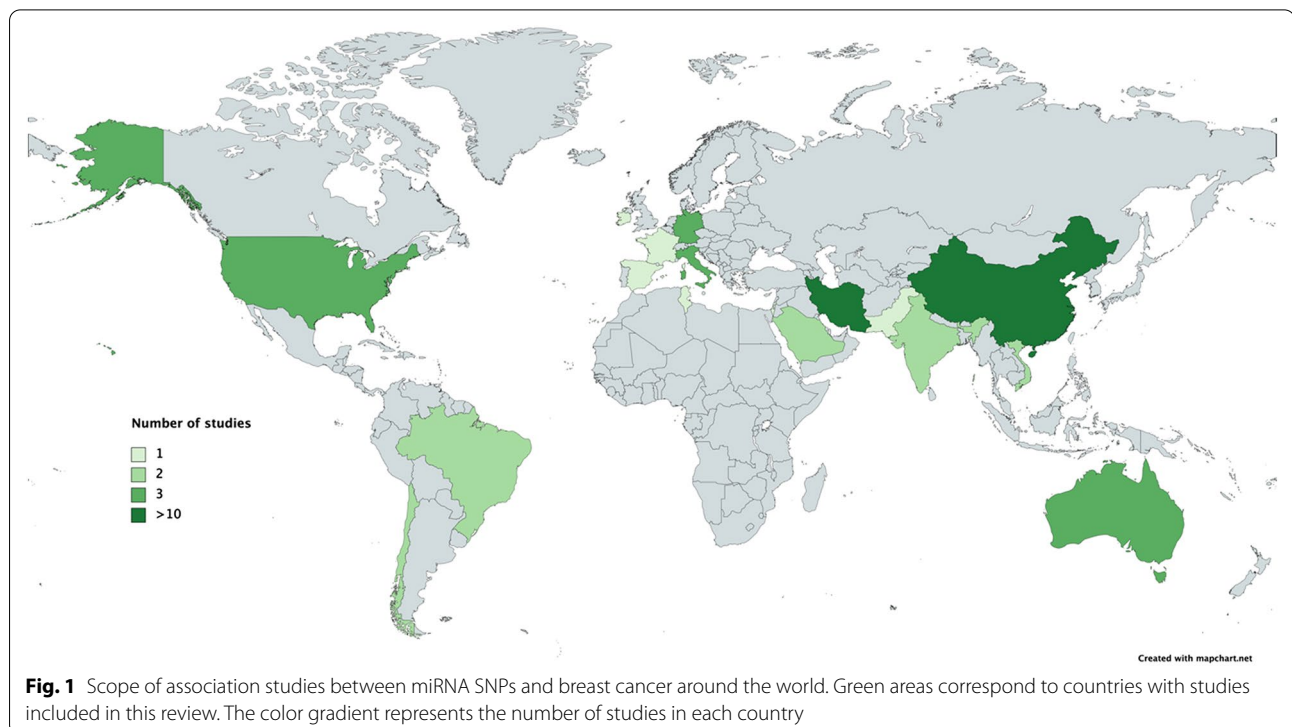 Number of studies
1
2
3
>10
Created with mapchart.net
Fig. 1 Scope of association studies between miRNA SNPs and breast cancer around the world. Green areas correspond to countries with studies
included in this review. The color gradient represents the number of studies in each country